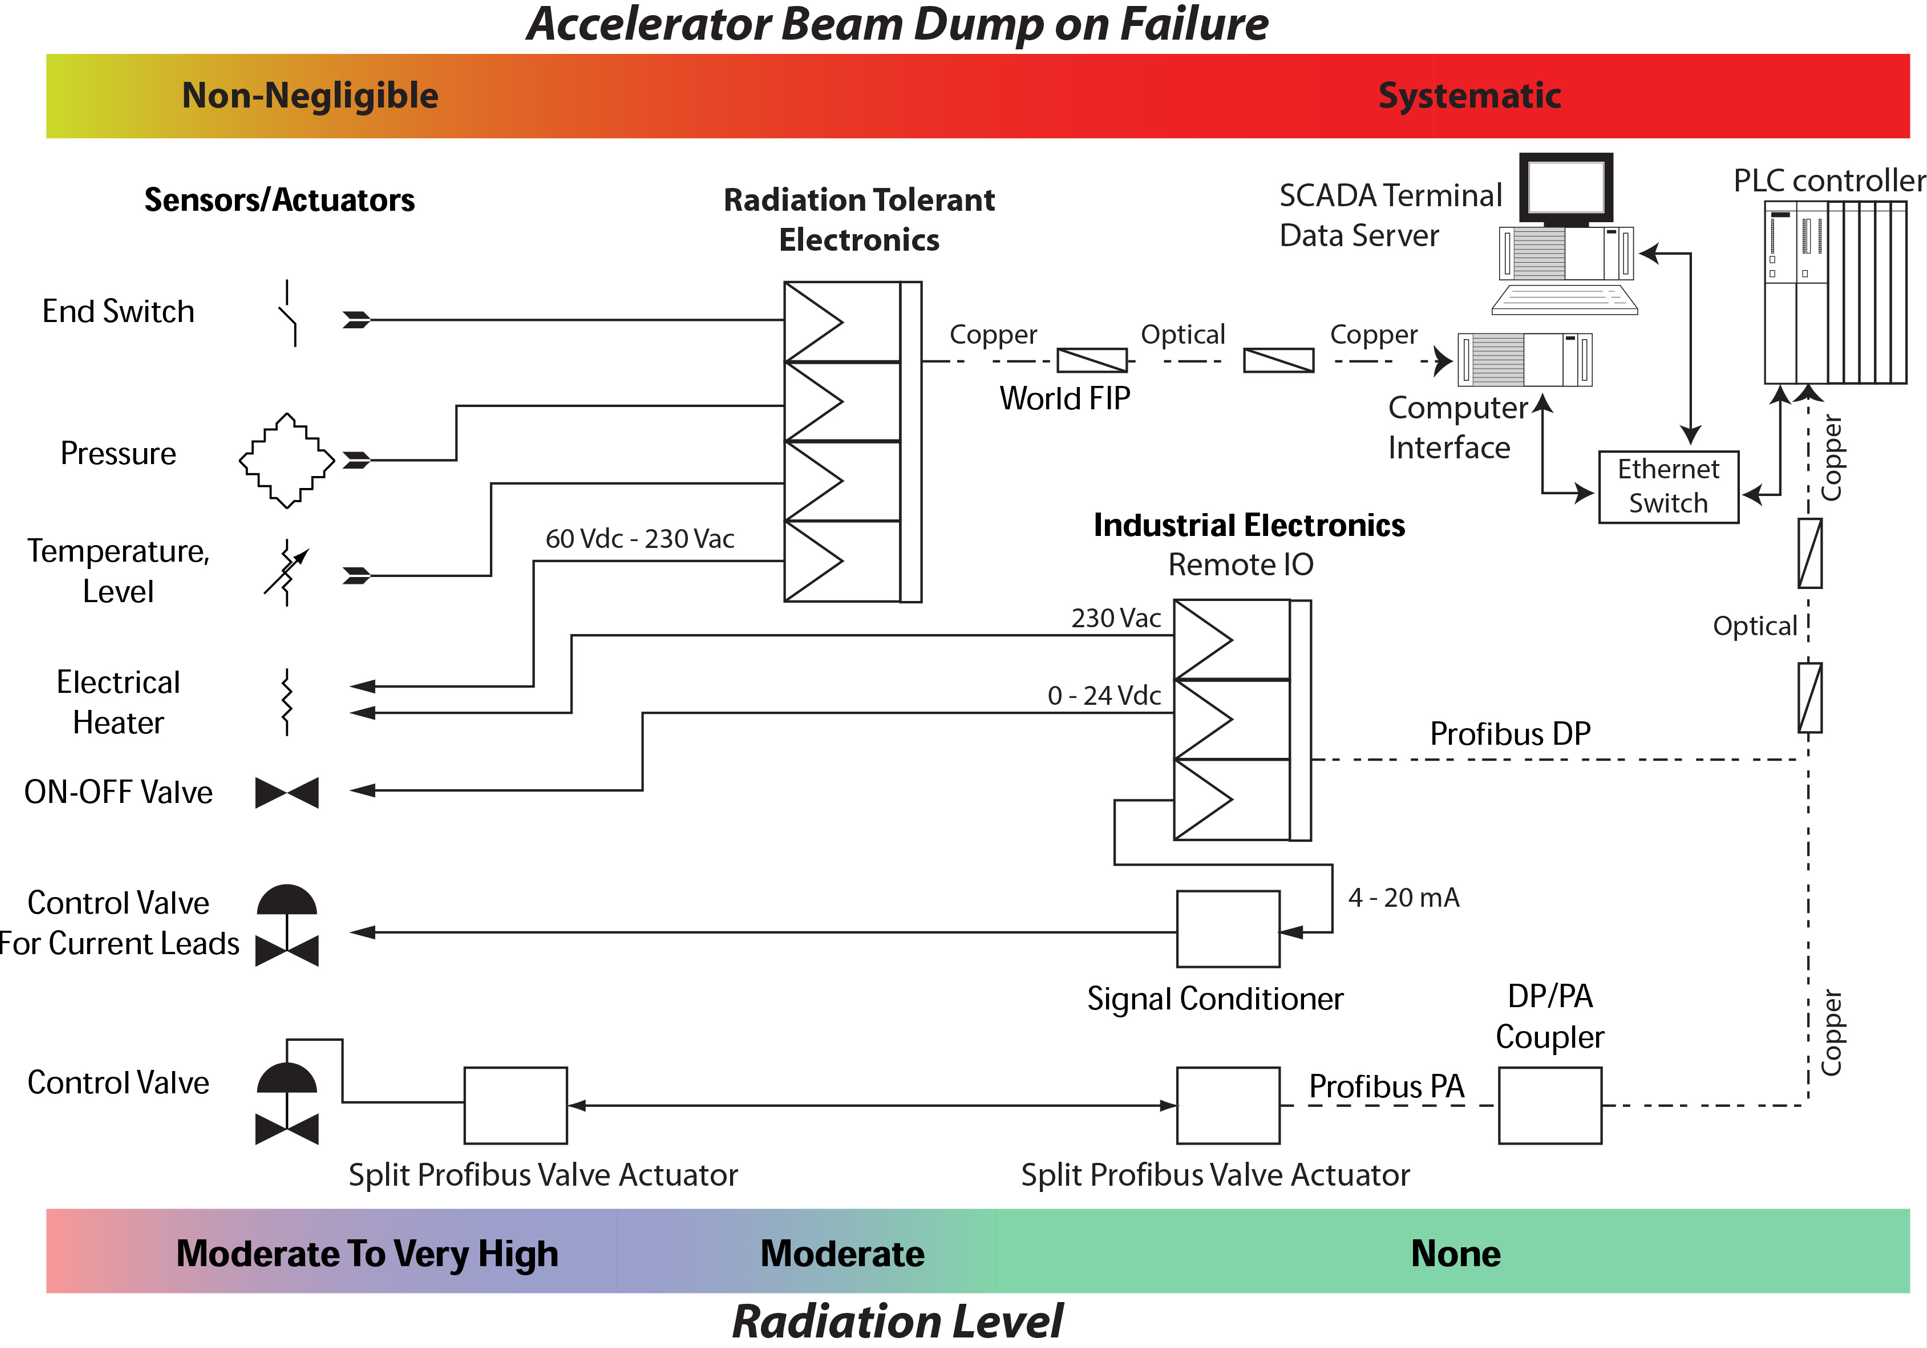 Accelerator Beam Dump on Failure
Non-Negligible
Systematic
Sensors/Actuators
Radiation Tolerant
Electronics
SCADA Terminal
Data Server
PLC controller
End Switch
Copper
Optical
Copper
World FIP
Computer
Interface
Copper
Pressure
Ethernet
Switch
Temperature,
Level
60 Vdc - 230 Vac
Industrial Electronics
Remote IO
230 Vac
Optical
Electrical
Heater
0 - 24 Vdc
Profibus DP
ON-OFF Valve
Control Valve
For Current Leads
4 - 20 mA
Signal Conditioner
DP/PA
Coupler
Copper
Control Valve
Profibus PA
Split Profibus Valve Actuator
Split Profibus Valve Actuator
Moderate To Very High
Moderate
None
Radiation Level